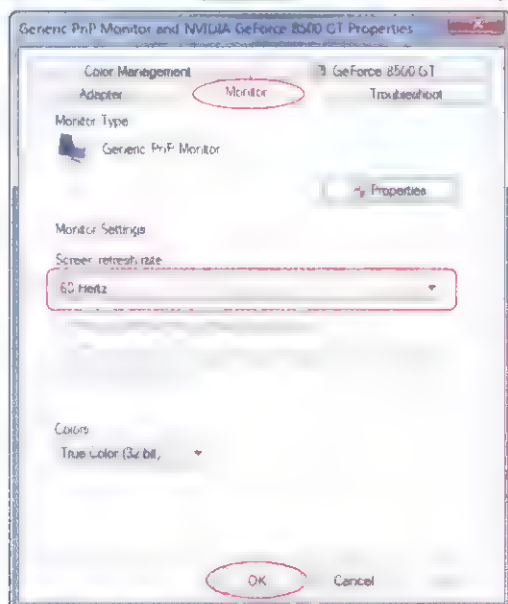 Generic PnP Monitor and NVIDIA GeForce 8500 GT Properties
Color Management
GeForce 8500 GT
Adapter
Monitor
Troubleshoot
Monitor Type
Generic PnP Monitor
Properties
Monitor Settings
Screen refresh rate
60 Hertz
Colors
True Color (32 bit)
OK
Cancel